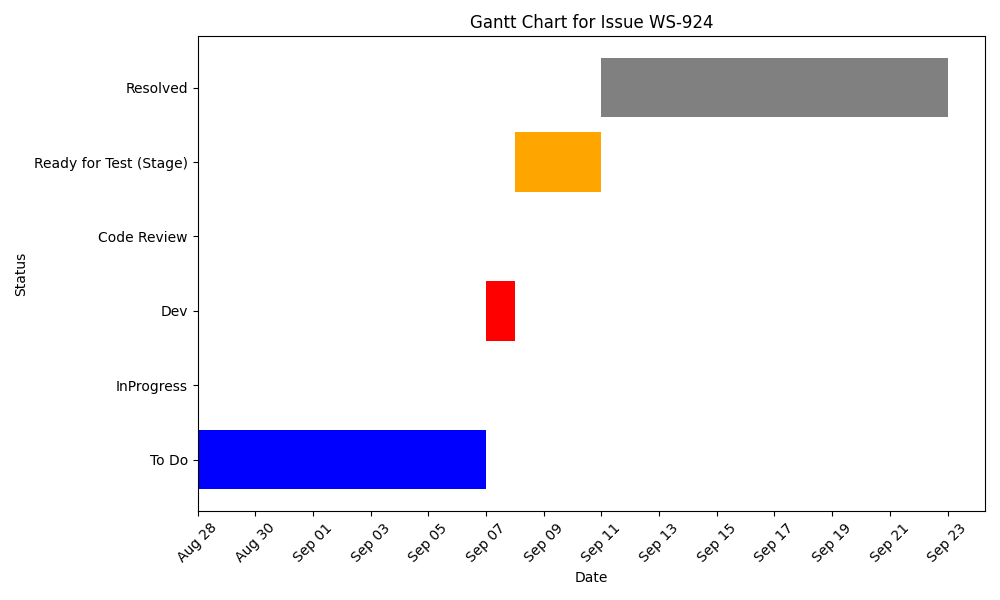 Gantt Chart for Issue WS-924
Status
Resolved
Ready for Test (Stage)
Code Review
Dev
InProgress
To Do
Aug 28
Aug 30
Sep 01
Sep 03
Sep 05
Sep 07
Sep 09
Sep 11
Sep 13
Sep 15
Sep 17
Sep 19
Sep 21
Sep 23
Date